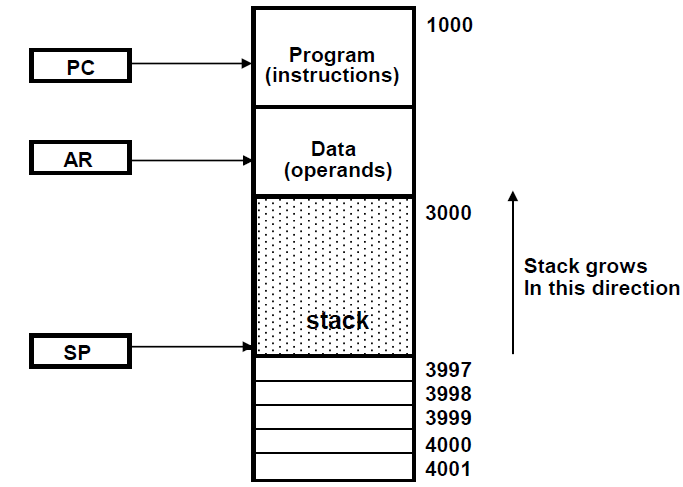 1000
Program
(instructions)
PC
Data
(operands)
AR
3000
Stack grows
In this direction
stack
SP
3997
3998
3999
4000
4001